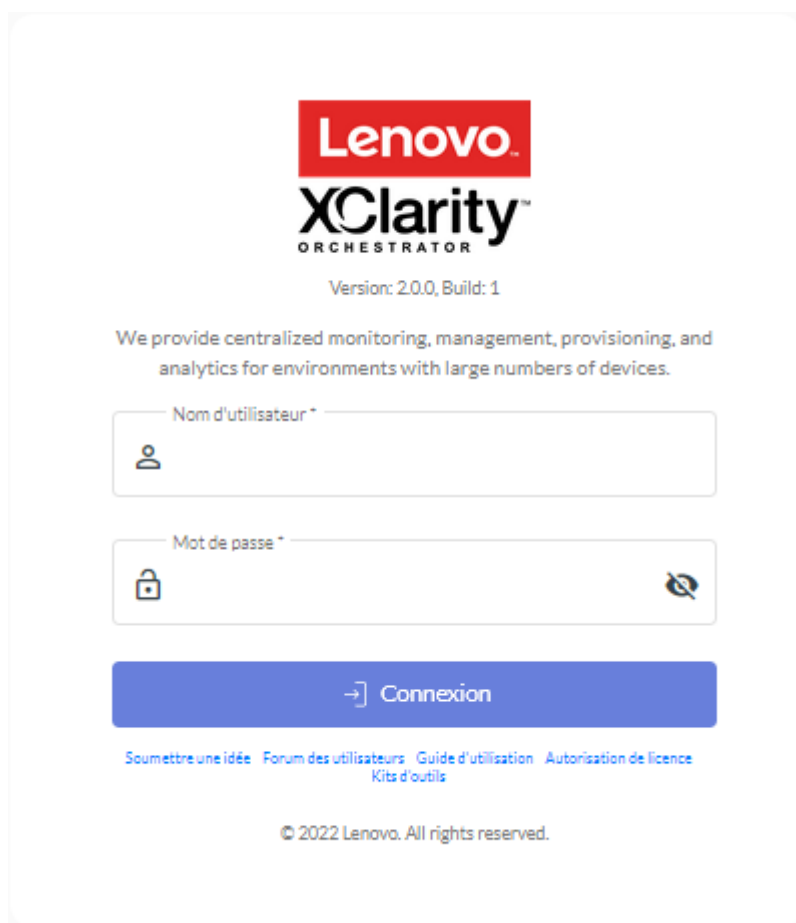 Lenovo™
XClarity™
ORCHESTRATOR
Version: 2.0.0, Build: 1
We provide centralized monitoring, management, provisioning, and
analytics for environments with large numbers of devices.
Nom d'utilisateur *
Mot de passe *
Connexion
Soumettre une idée Forum des utilisateurs Guide d'utilisation Autorisation de licence
Kits d'outils
© 2022 Lenovo. All rights reserved.